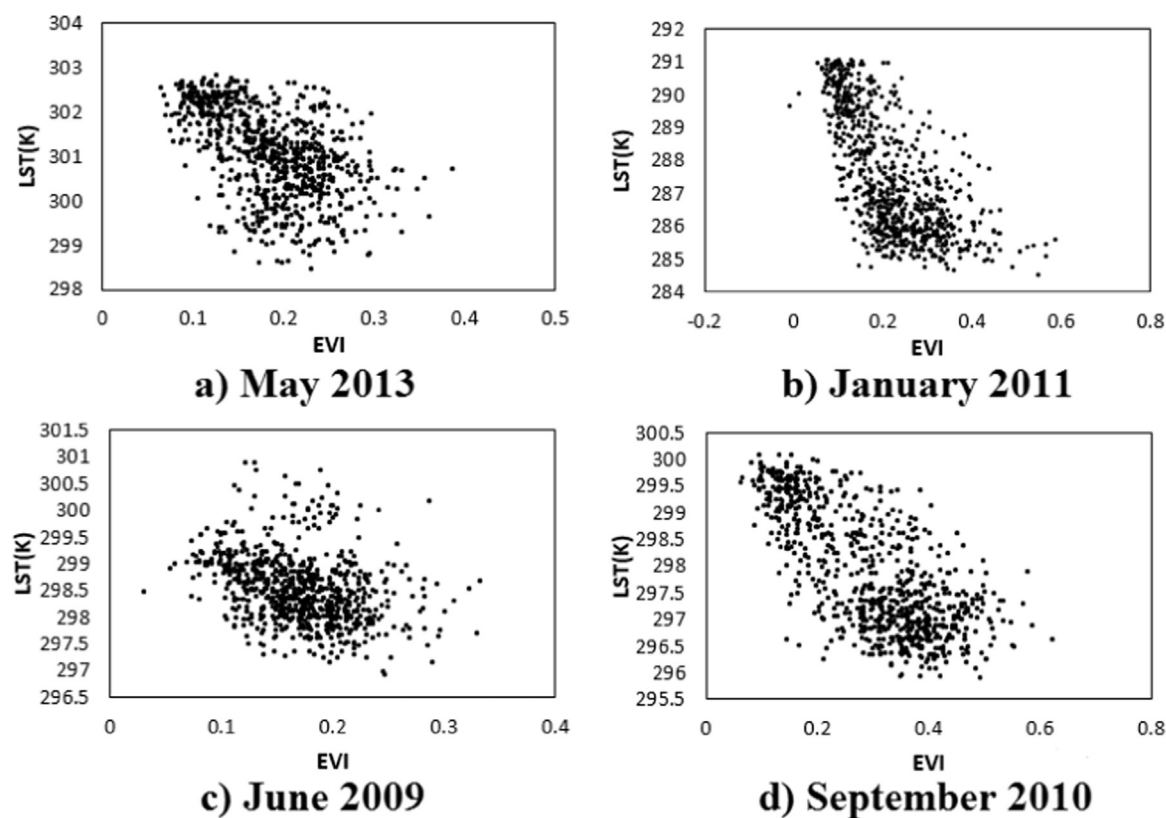 304
303
302
301
300
299
298
LST(K)
0 0.1 0.2 0.3 0.4 0.5
EVI
a) May 2013
292
291
290
289
288
287
286
285
284
LST(K)
-0.2 0 0.2 0.4 0.6 0.8
EVI
b) January 2011
301.5
301
300.5
300
299.5
299
298.5
298
297.5
297
296.5
LST(K)
0 0.1 0.2 0.3 0.4
EVI
c) June 2009
300.5
300
299.5
299
298.5
298
297.5
297
296.5
296
295.5
LST(K)
0 0.2 0.4 0.6 0.8
EVI
d) September 2010